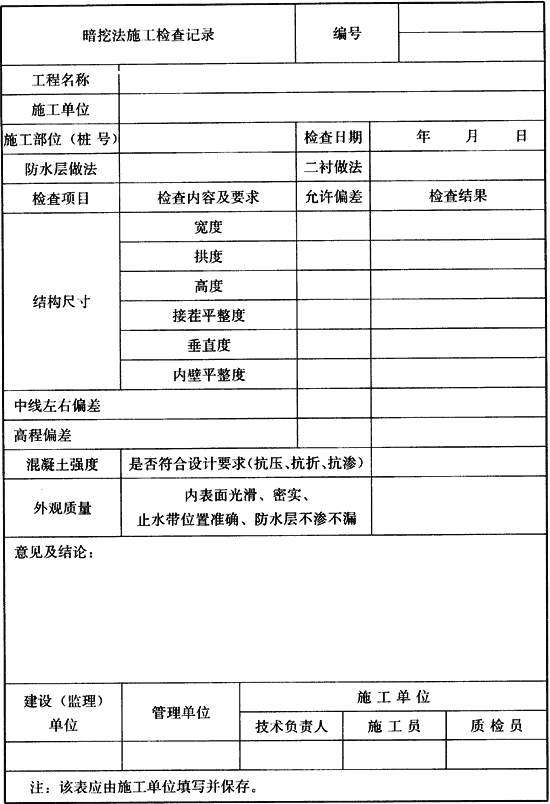 暗挖法施工检查记录 编号
工程名称
施工单位
施工部位（桩 号） 检查日期 年 月 日
防水层做法 二衬做法
检查项目 检查内容及要求 允许偏差 检查结果
结构尺寸
宽度
拱度
高度
接茬平整度
垂直度
内壁平整度
中线左右偏差
高程偏差
混凝土强度 是否符合设计要求（抗压、抗折、抗渗）
外观质量
内表面光滑、密实、
止水带位置准确、防水层不渗不漏
意见及结论：
建设（监理）
单位
管理单位
施 工 单 位
技术负责人 施 工 员 质 检 员
注：该表应由施工单位填写并保存。